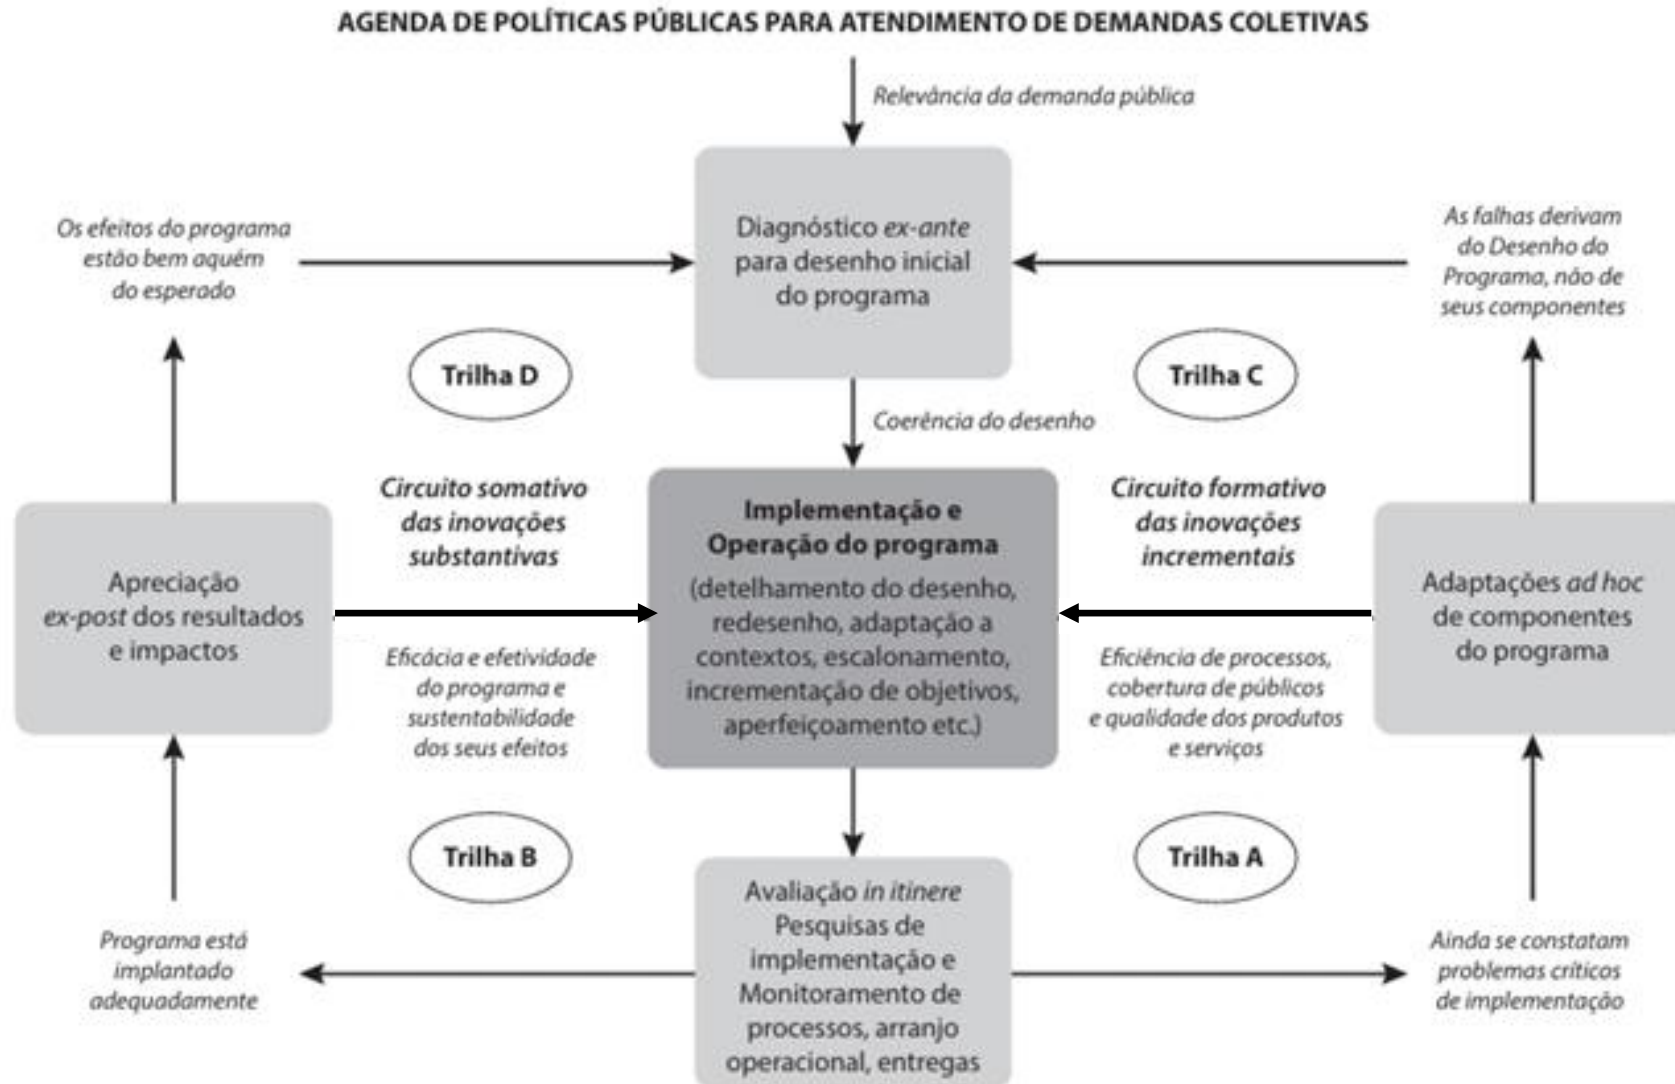 AGENDA DE POLÍTICAS PÚBLICAS PARA ATENDIMENTO DE DEMANDAS COLETIVAS
Relevância da demanda pública
Os efeitos do programa
estão bem aquém
do esperado
Diagnóstico ex-ante
para desenho inicial
do programa
As falhas derivam
do Desenho do
Programa, não de
seus componentes
Trilha D
Trilha C
Coerência do desenho
Circuito somativo
das inovações
substantivas
Implementação e
Operação do programa
(detelhamento do desenho,
redesenho, adaptação a
contextos, escalonamento,
incrementação de objetivos,
aperfeiçoamento etc.)
Circuito formativo
das inovações
incrementais
Apreciação
ex-post dos resultados
e impactos
Adaptações ad hoc
de componentes
do programa
Eficácia e efetividade
do programa e
sustentabilidade
dos seus efeitos
Eficiência de processos,
cobertura de públicos
e qualidade dos produtos
e serviços
Trilha B
Trilha A
Programa está
implantado
adequadamente
Avaliação in itinere
Pesquisas de
implementação e
Monitoramento de
processos, arranjo
operacional, entregas
Ainda se constatam
problemas críticos
de implementação